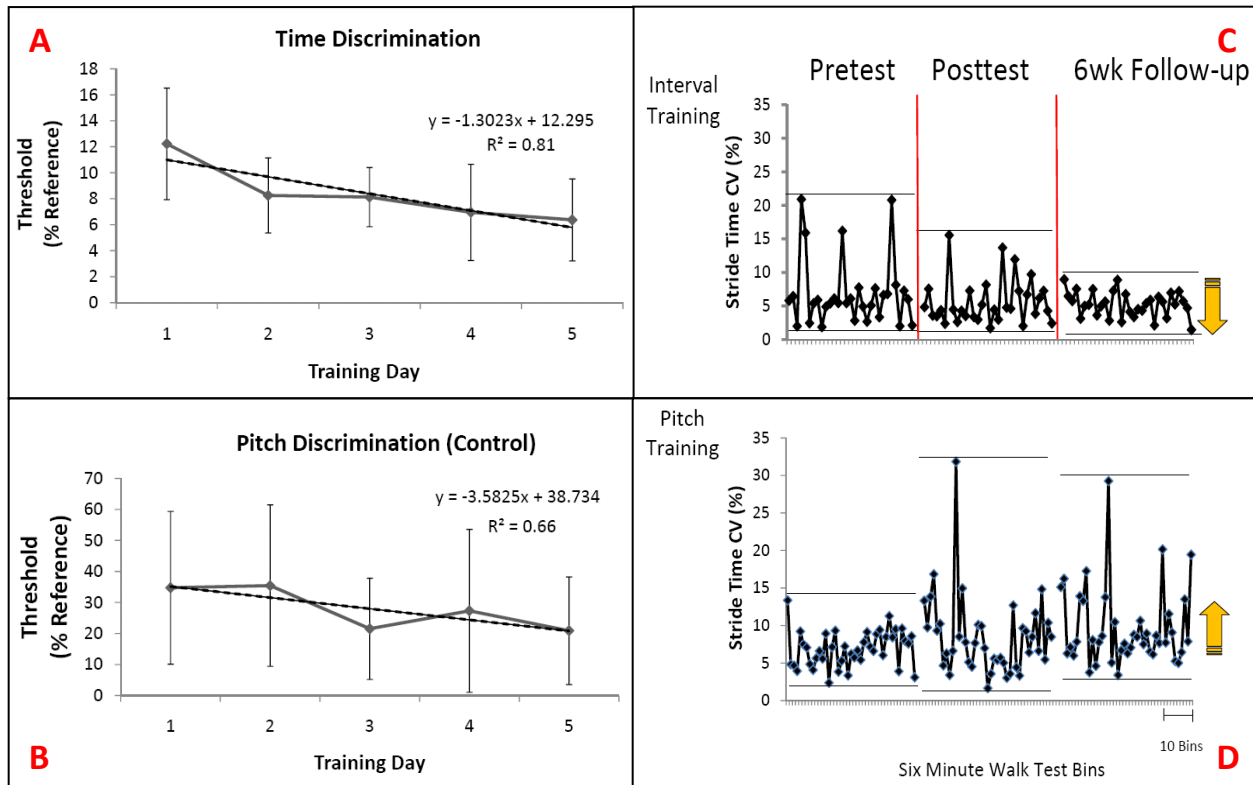 A
Time Discrimination
18
16
14
12
10
8
6
4
2
0
Threshold
(% Reference)
y = -1.3023x + 12.295
R² = 0.81
1 2 3 4 5
Training Day
B
Pitch Discrimination (Control)
70
60
50
40
30
20
10
0
Threshold
(% Reference)
y = -3.5825x + 38.734
R² = 0.66
1 2 3 4 5
Training Day
C
Interval
Training
Pretest Posttest 6wk Follow-up
35
30
25
20
15
10
5
0
Stride Time CV (%)
D
Pitch
Training
35
30
25
20
15
10
5
0
Stride Time CV (%)
10 Bins
Six Minute Walk Test Bins